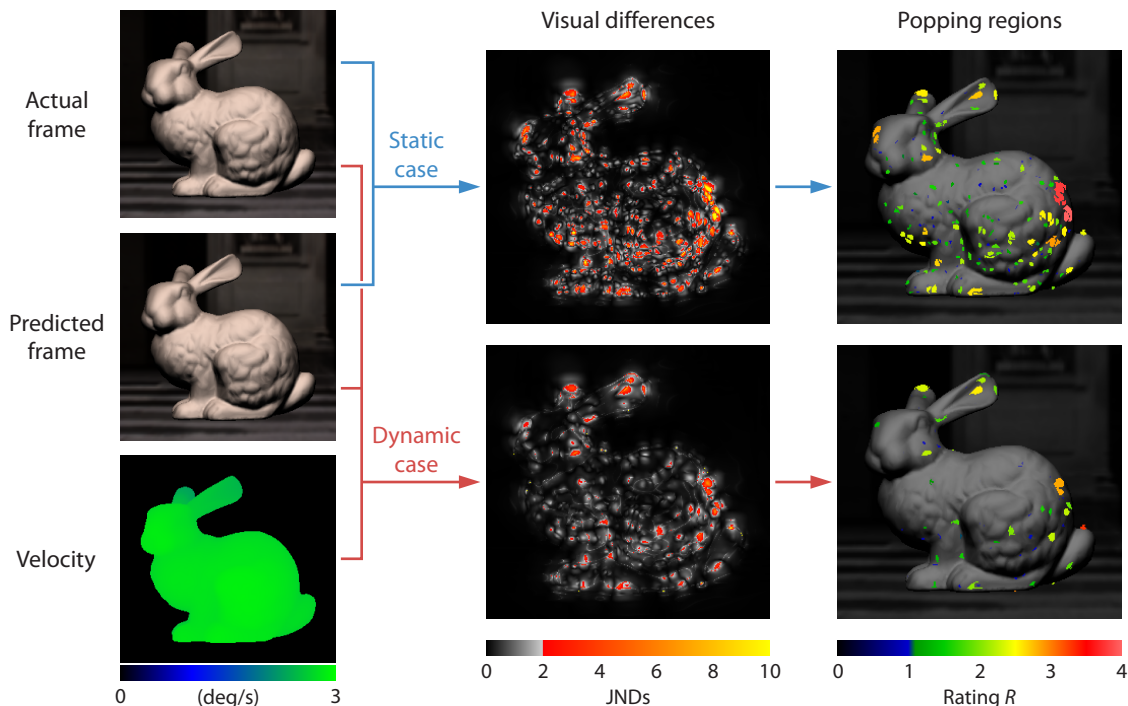 Visual differences
Popping regions
Actual
frame
Static
case
Predicted
frame
Dynamic
case
Velocity
0
(deg/s)
3
0
2
4
6
8
10
JNDs
0
1
2
3
4
Rating R